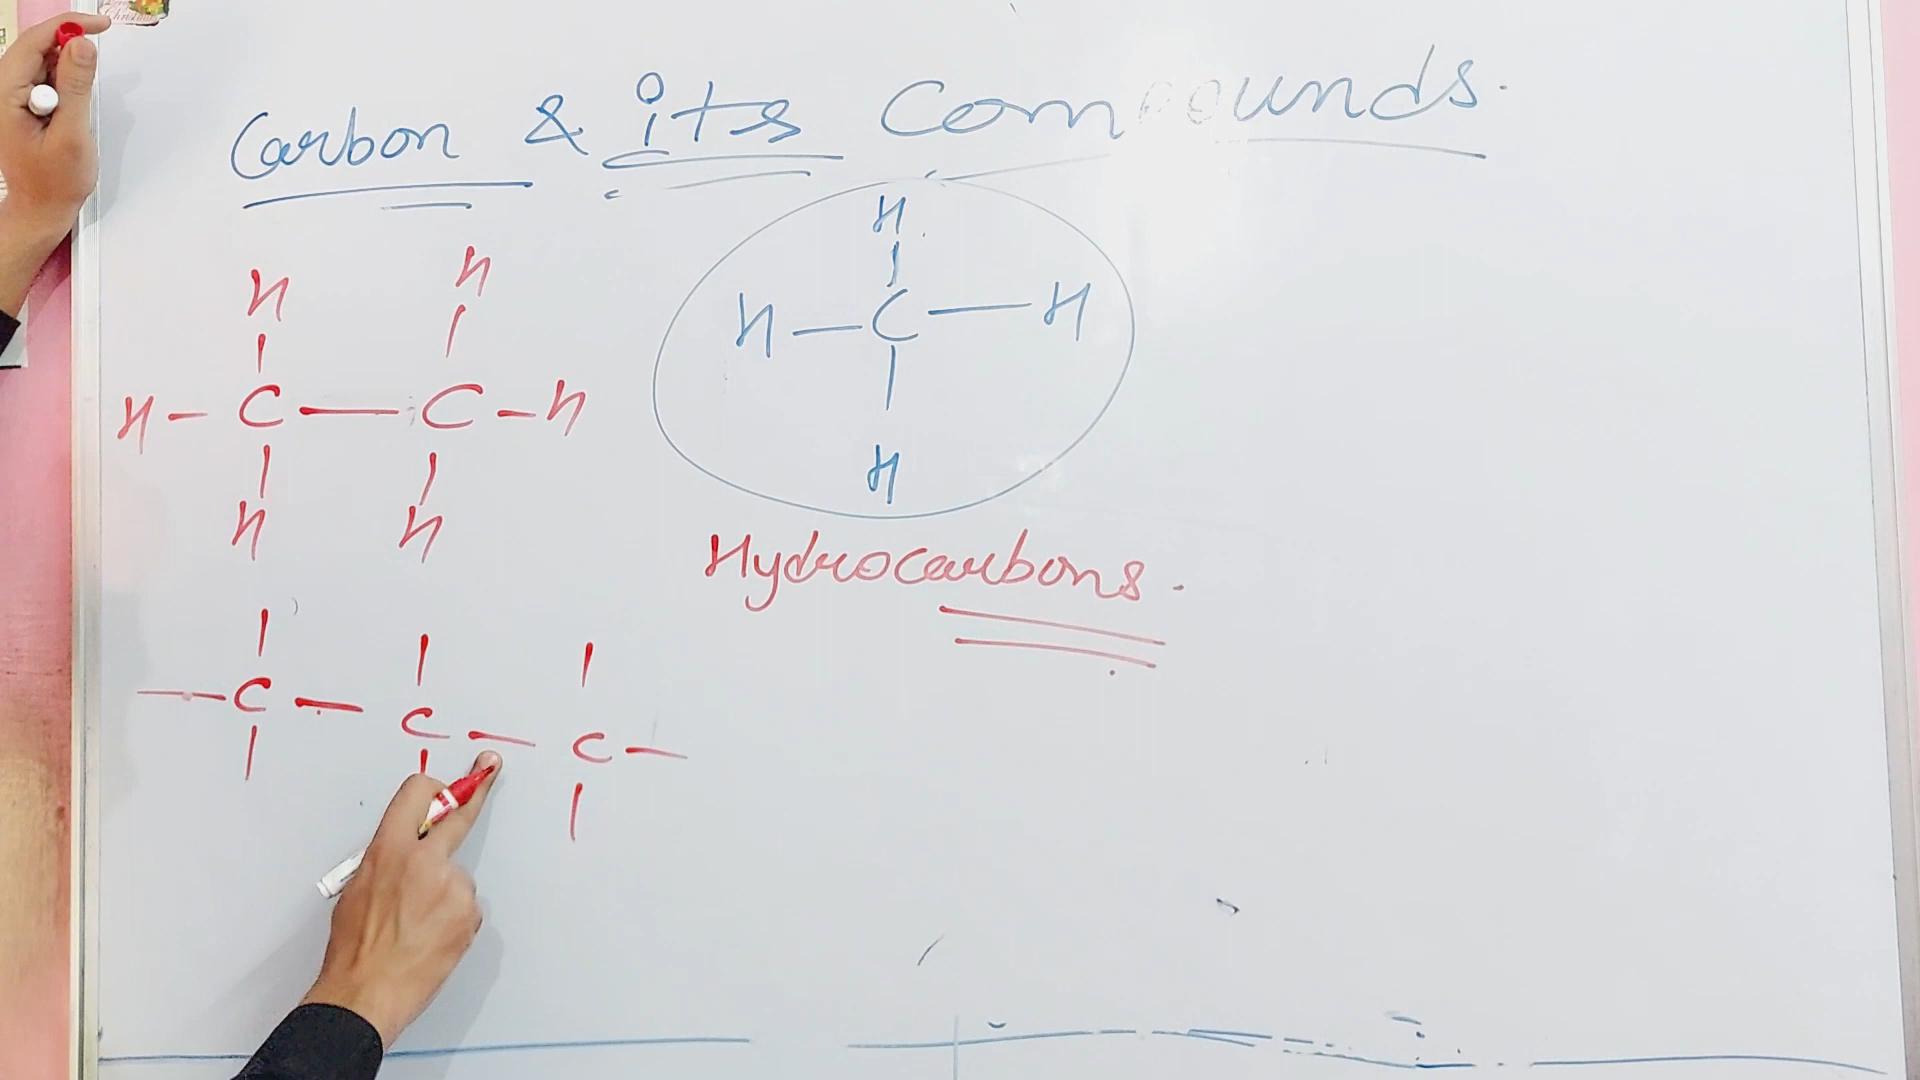 Carbon & its Compounds.
H
H
H - C — C - H
H H
H
H - C — H
H
Hydrocarbons.
— C — C — C —